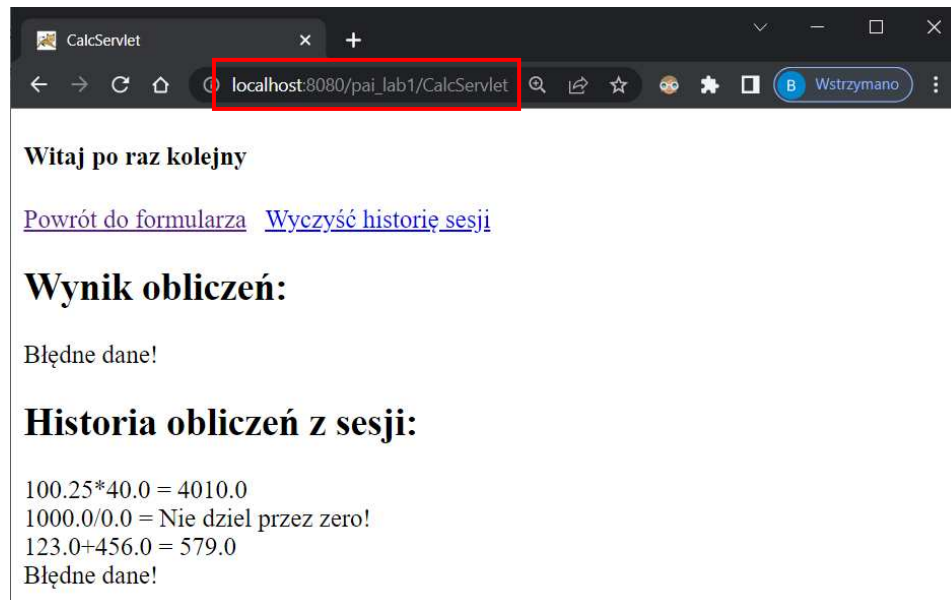 CalcServlet
localhost:8080/pai_lab1/CalcServlet
B Wstrzymano
Witaj po raz kolejny
Powrót do formularza Wyczyść historię sesji
Wynik obliczeń:
Błędne dane!
Historia obliczeń z sesji:
100.25*40.0 = 4010.0
1000.0/0.0 = Nie dziel przez zero!
123.0+456.0 = 579.0
Błędne dane!